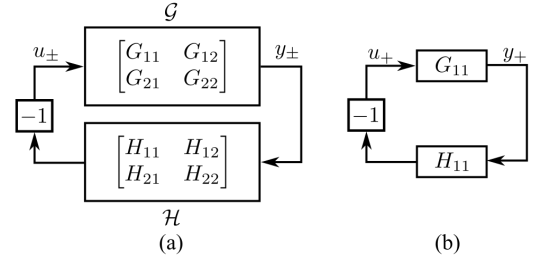 𝒢
u± [G₁₁ G₁₂ y±
G₂₁ G₂₂]
−1
[H₁₁ H₁₂
H₂₁ H₂₂]
ℋ
(a)
u₊ G₁₁ y₊
−1
H₁₁
(b)